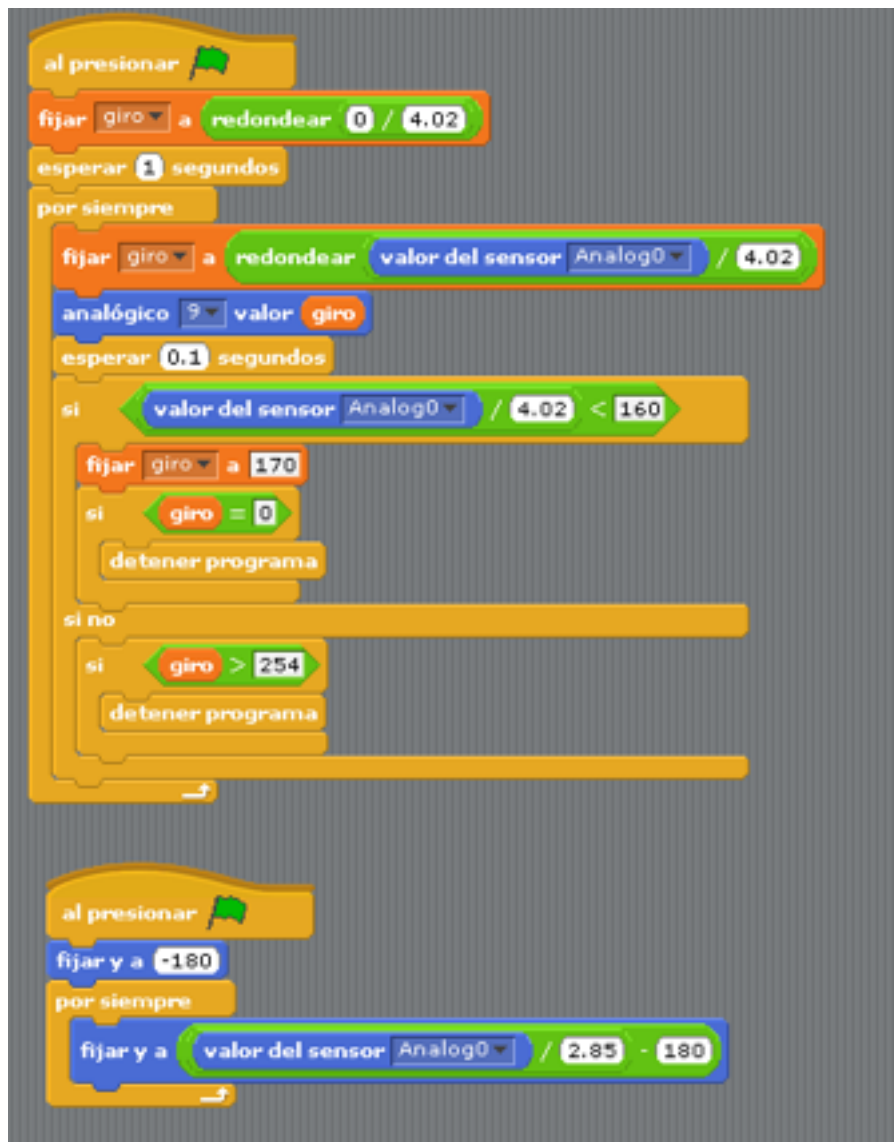 al presionar
fijar giro a redondear 0 / 4.02
esperar 1 segundos
por siempre
fijar giro a redondear valor del sensor Analog0 / 4.02
analógico 9 valor giro
esperar 0.1 segundos
si valor del sensor Analog0 / 4.02 < 160
fijar giro a 170
si giro = 0
detener programa
si no
si giro > 254
detener programa
al presionar
fijar y a -180
por siempre
fijar y a valor del sensor Analog0 / 2.85 - 180